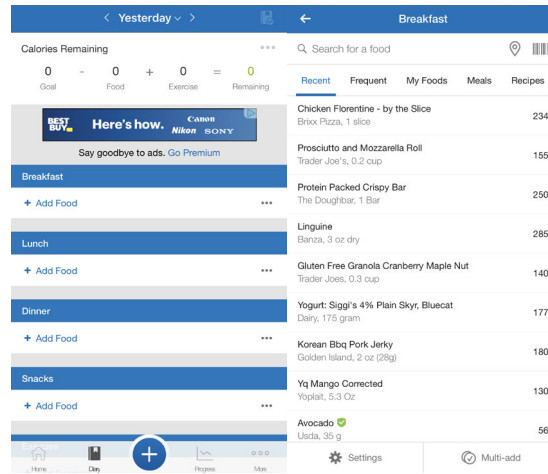 < Yesterday >
Calories Remaining
0 - 0 + 0 = 0
Goal Food Exercise Remaining
BEST BUY Here's how. Canon Nikon SONY
Say goodbye to ads. Go Premium
Breakfast
+ Add Food
Lunch
+ Add Food
Dinner
+ Add Food
Snacks
+ Add Food
Exercise
Home Diary + Progress More
Breakfast
Search for a food
Recent Frequent My Foods Meals Recipes
Chicken Florentine - by the Slice 234
Brixx Pizza, 1 slice
Prosciutto and Mozzarella Roll 155
Trader Joe's, 0.2 cup
Protein Packed Crispy Bar 250
The Doughbar, 1 Bar
Linguine 285
Banza, 3 oz dry
Gluten Free Granola Cranberry Maple Nut 140
Trader Joes, 0.3 cup
Yogurt: Siggi's 4% Plain Skyr, Bluecat 177
Dairy, 175 gram
Korean Bbq Pork Jerky 180
Golden Island, 2 oz (28g)
Yq Mango Corrected 130
Yoplait, 5.3 Oz
Avocado 56
Usda, 35 g
Settings Multi-add